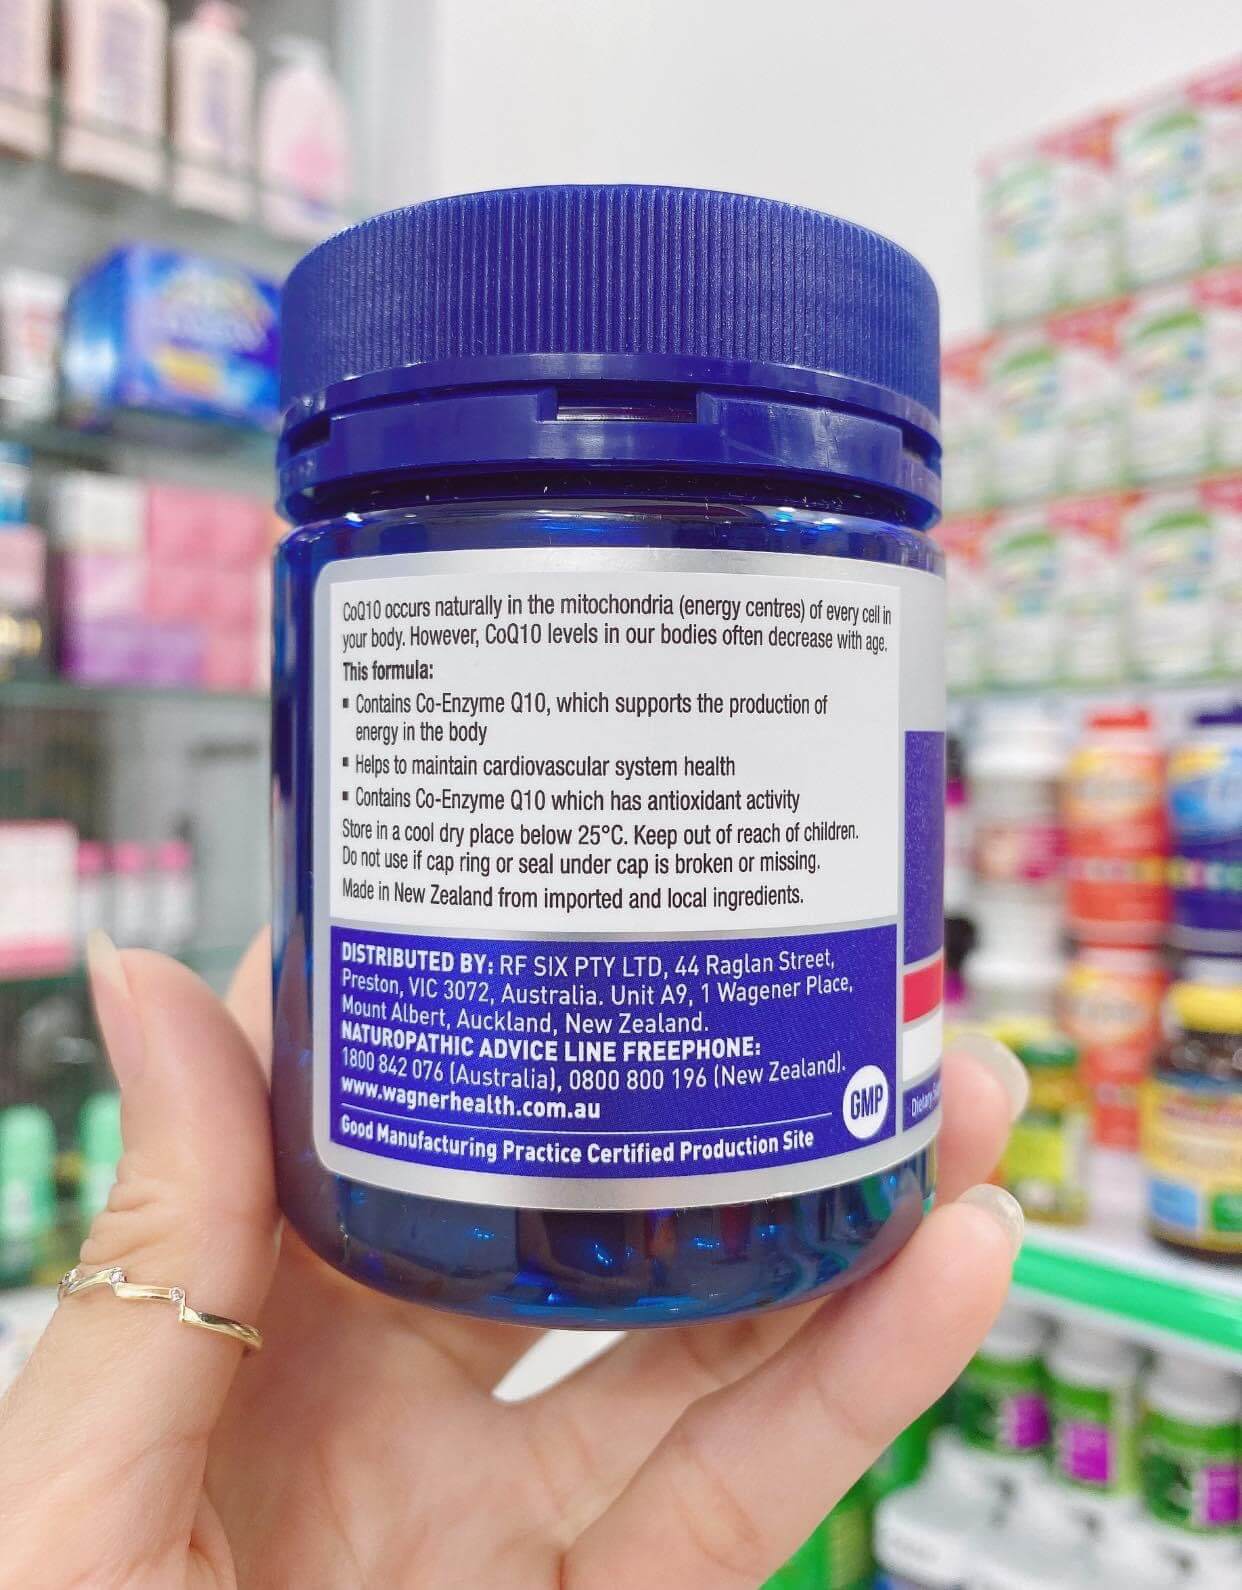 CoQ10 occurs naturally in the mitochondria (energy centres) of every cell in
your body. However, CoQ10 levels in our bodies often decrease with age.
This formula:
▪ Contains Co-Enzyme Q10, which supports the production of
energy in the body
▪ Helps to maintain cardiovascular system health
▪ Contains Co-Enzyme Q10 which has antioxidant activity
Store in a cool dry place below 25°C. Keep out of reach of children.
Do not use if cap ring or seal under cap is broken or missing.
Made in New Zealand from imported and local ingredients.
DISTRIBUTED BY: RF SIX PTY LTD, 44 Raglan Street,
Preston, VIC 3072, Australia. Unit A9, 1 Wagener Place,
Mount Albert, Auckland, New Zealand.
NATUROPATHIC ADVICE LINE FREEPHONE:
1800 842 076 (Australia), 0800 800 196 (New Zealand).
www.wagnerhealth.com.au
GMP
Good Manufacturing Practice Certified Production Site
Dietary